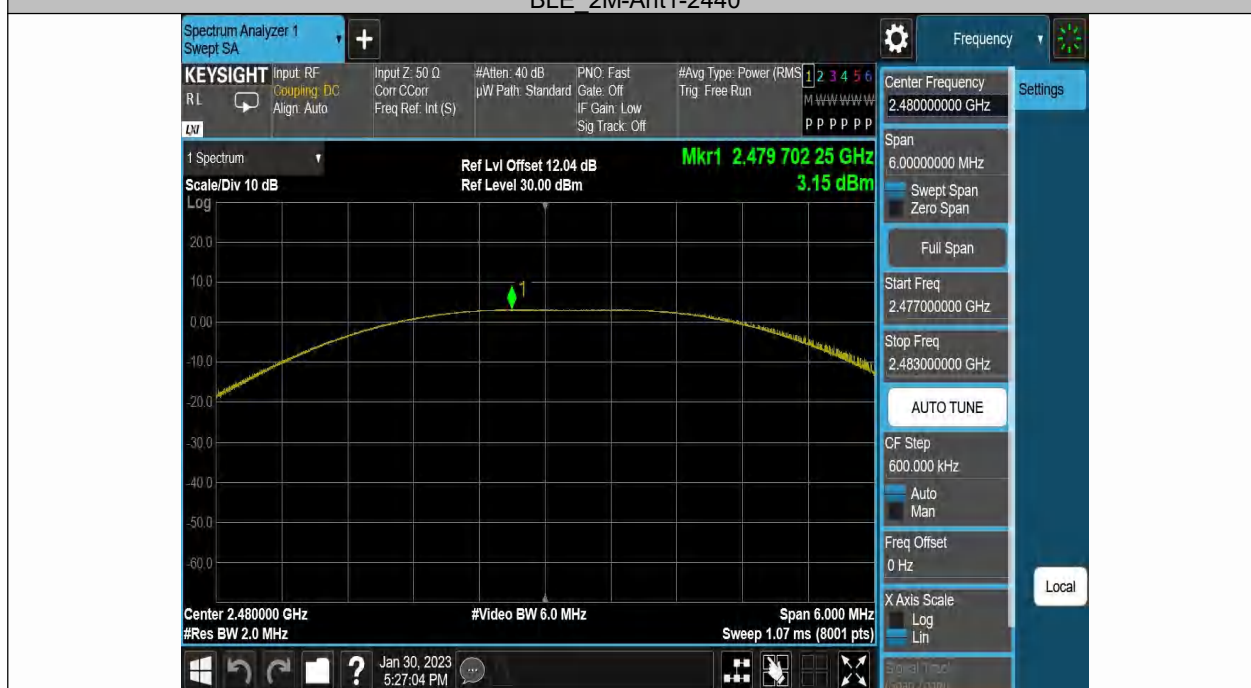 BLE_2M-Ant1-2440
Spectrum Analyzer 1
Swept SA
+
Frequency
KEYSIGHT
RL
LXI
Input: RF
Coupling: DC
Align: Auto
Input Z: 50 Ω
Corr CCorr
Freq Ref: Int (S)
#Atten: 40 dB
µW Path: Standard
PNO: Fast
Gate: Off
IF Gain: Low
Sig Track: Off
#Avg Type: Power (RMS
Trig: Free Run
1 2 3 4 5 6
M W W W W W
P P P P P P
Center Frequency
2.480000000 GHz
Settings
Span
6.00000000 MHz
Swept Span
Zero Span
Full Span
Start Freq
2.477000000 GHz
Stop Freq
2.483000000 GHz
AUTO TUNE
CF Step
600.000 kHz
Auto
Man
Freq Offset
0 Hz
X Axis Scale
Log
Lin
Local
1 Spectrum
Scale/Div 10 dB
Log
Ref Lvl Offset 12.04 dB
Ref Level 30.00 dBm
Mkr1 2.479 702 25 GHz
3.15 dBm
20.0
10.0
1
0.00
-10.0
-20.0
-30.0
-40.0
-50.0
-60.0
Center 2.480000 GHz
#Res BW 2.0 MHz
#Video BW 6.0 MHz
Span 6.000 MHz
Sweep 1.07 ms (8001 pts)
?
Jan 30, 2023
5:27:04 PM